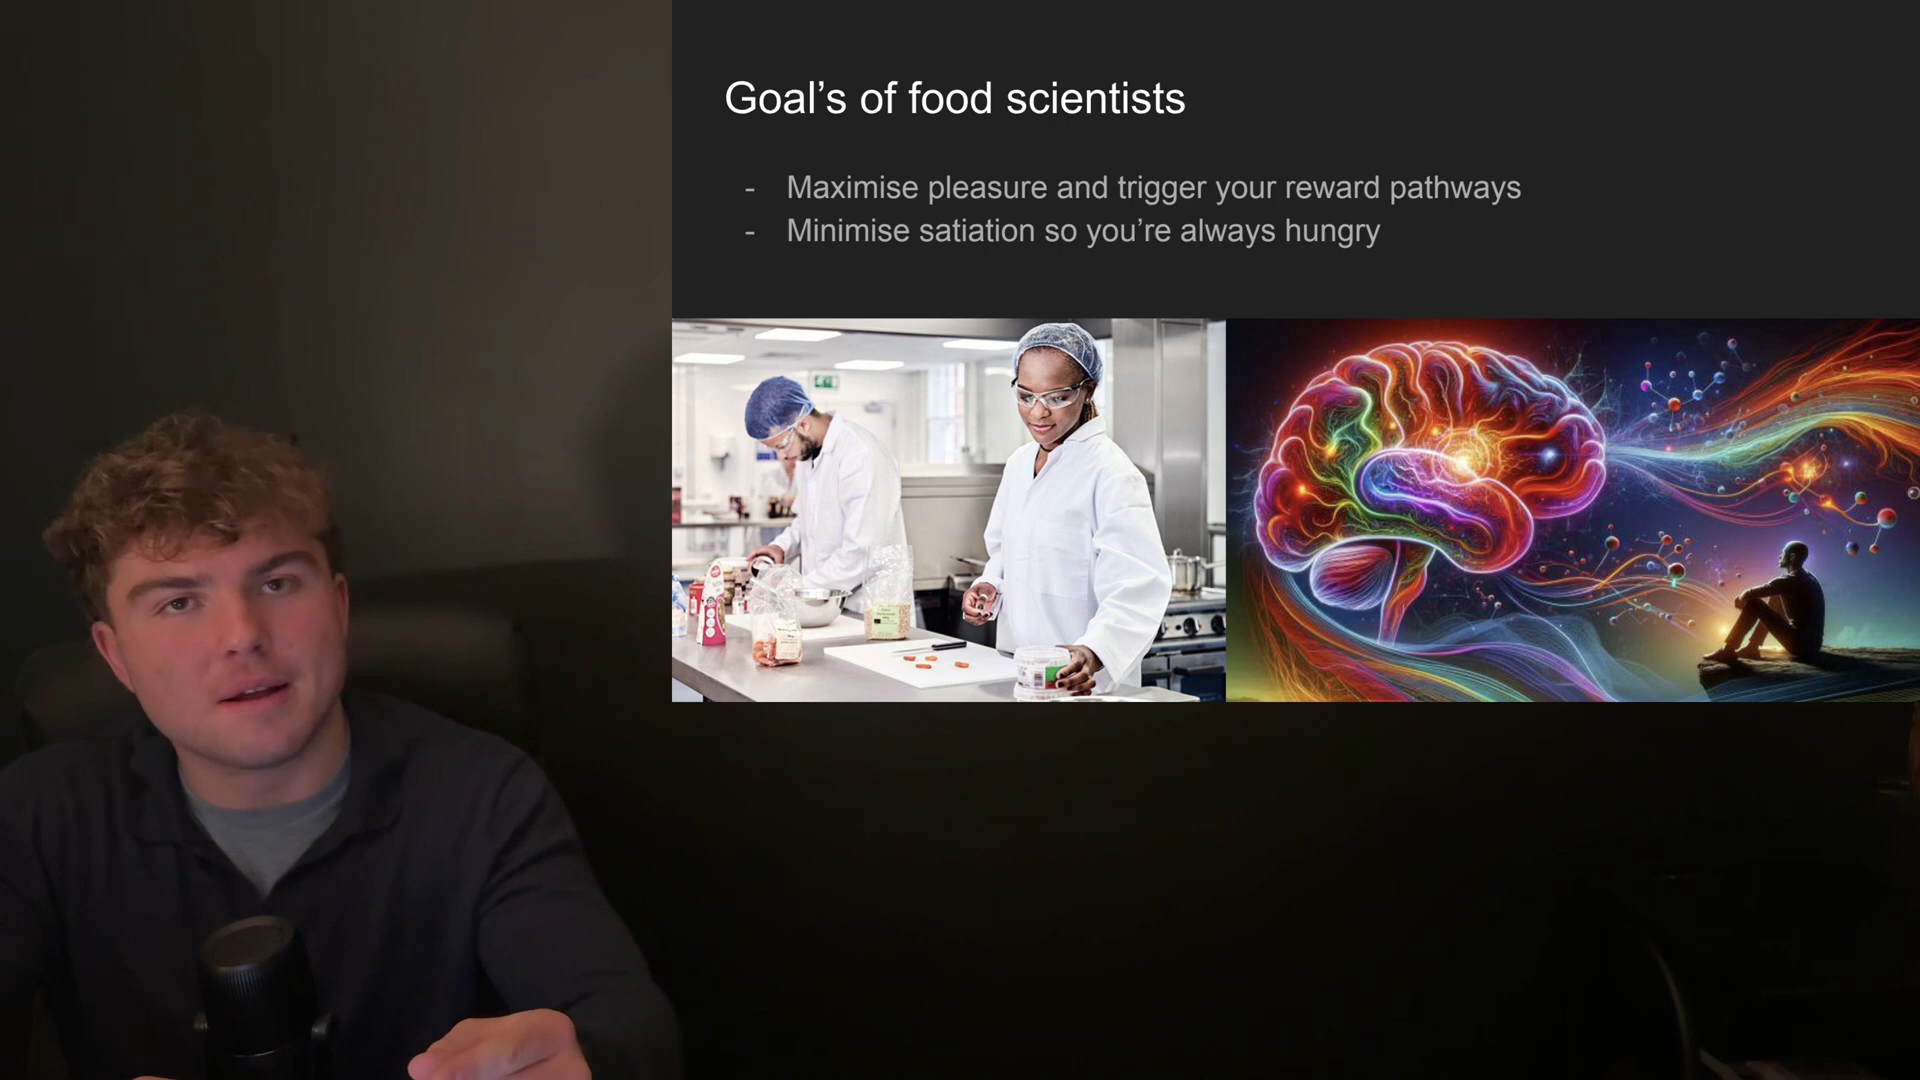 Goal’s of food scientists
- Maximise pleasure and trigger your reward pathways
- Minimise satiation so you’re always hungry